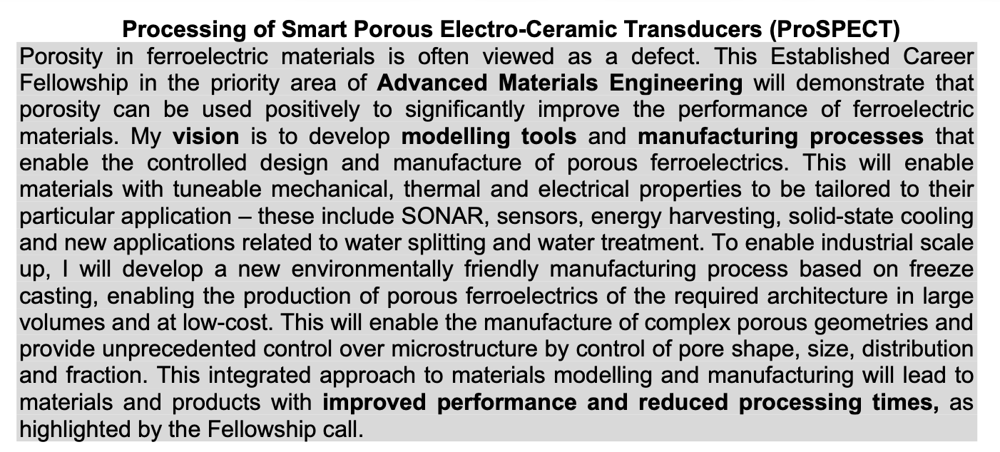 Processing of Smart Porous Electro-Ceramic Transducers (ProSPECT)
Porosity in ferroelectric materials is often viewed as a defect. This Established Career
Fellowship in the priority area of Advanced Materials Engineering will demonstrate that
porosity can be used positively to significantly improve the performance of ferroelectric
materials. My vision is to develop modelling tools and manufacturing processes that
enable the controlled design and manufacture of porous ferroelectrics. This will enable
materials with tuneable mechanical, thermal and electrical properties to be tailored to their
particular application – these include SONAR, sensors, energy harvesting, solid-state cooling
and new applications related to water splitting and water treatment. To enable industrial scale
up, I will develop a new environmentally friendly manufacturing process based on freeze
casting, enabling the production of porous ferroelectrics of the required architecture in large
volumes and at low-cost. This will enable the manufacture of complex porous geometries and
provide unprecedented control over microstructure by control of pore shape, size, distribution
and fraction. This integrated approach to materials modelling and manufacturing will lead to
materials and products with improved performance and reduced processing times, as
highlighted by the Fellowship call.